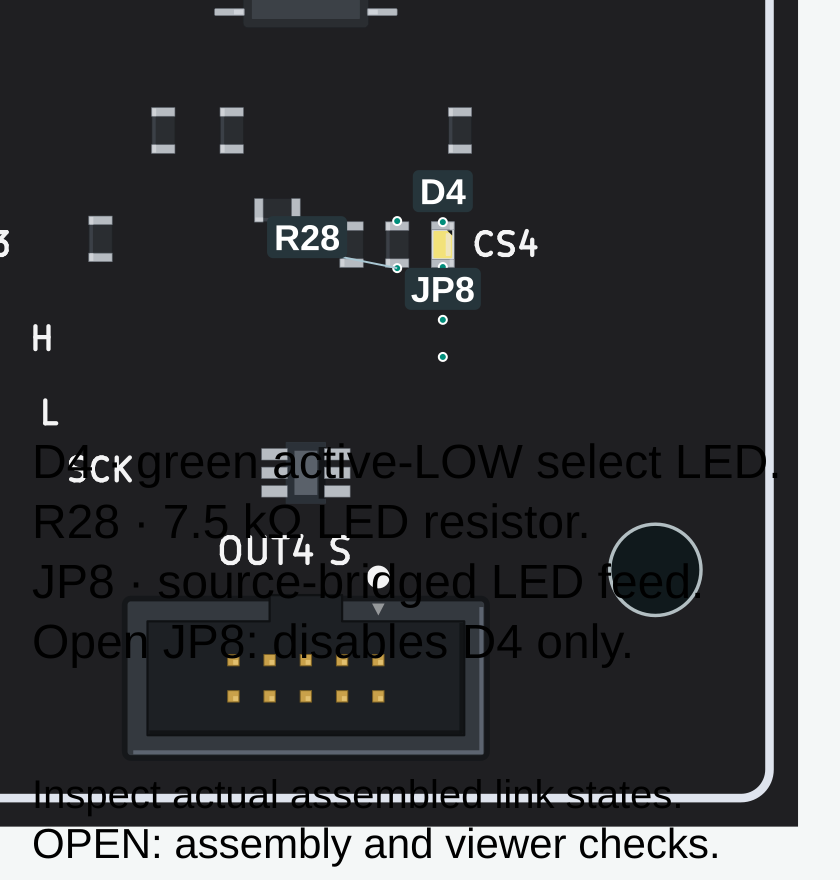 D4
R28
3
CS4
JP8
H
L
D4 · green active-LOW select LED.
SCK
R28 · 7.5 kΩ LED resistor.
OUT4 S
JP8 · source-bridged LED feed.
Open JP8: disables D4 only.
Inspect actual assembled link states.
OPEN: assembly and viewer checks.